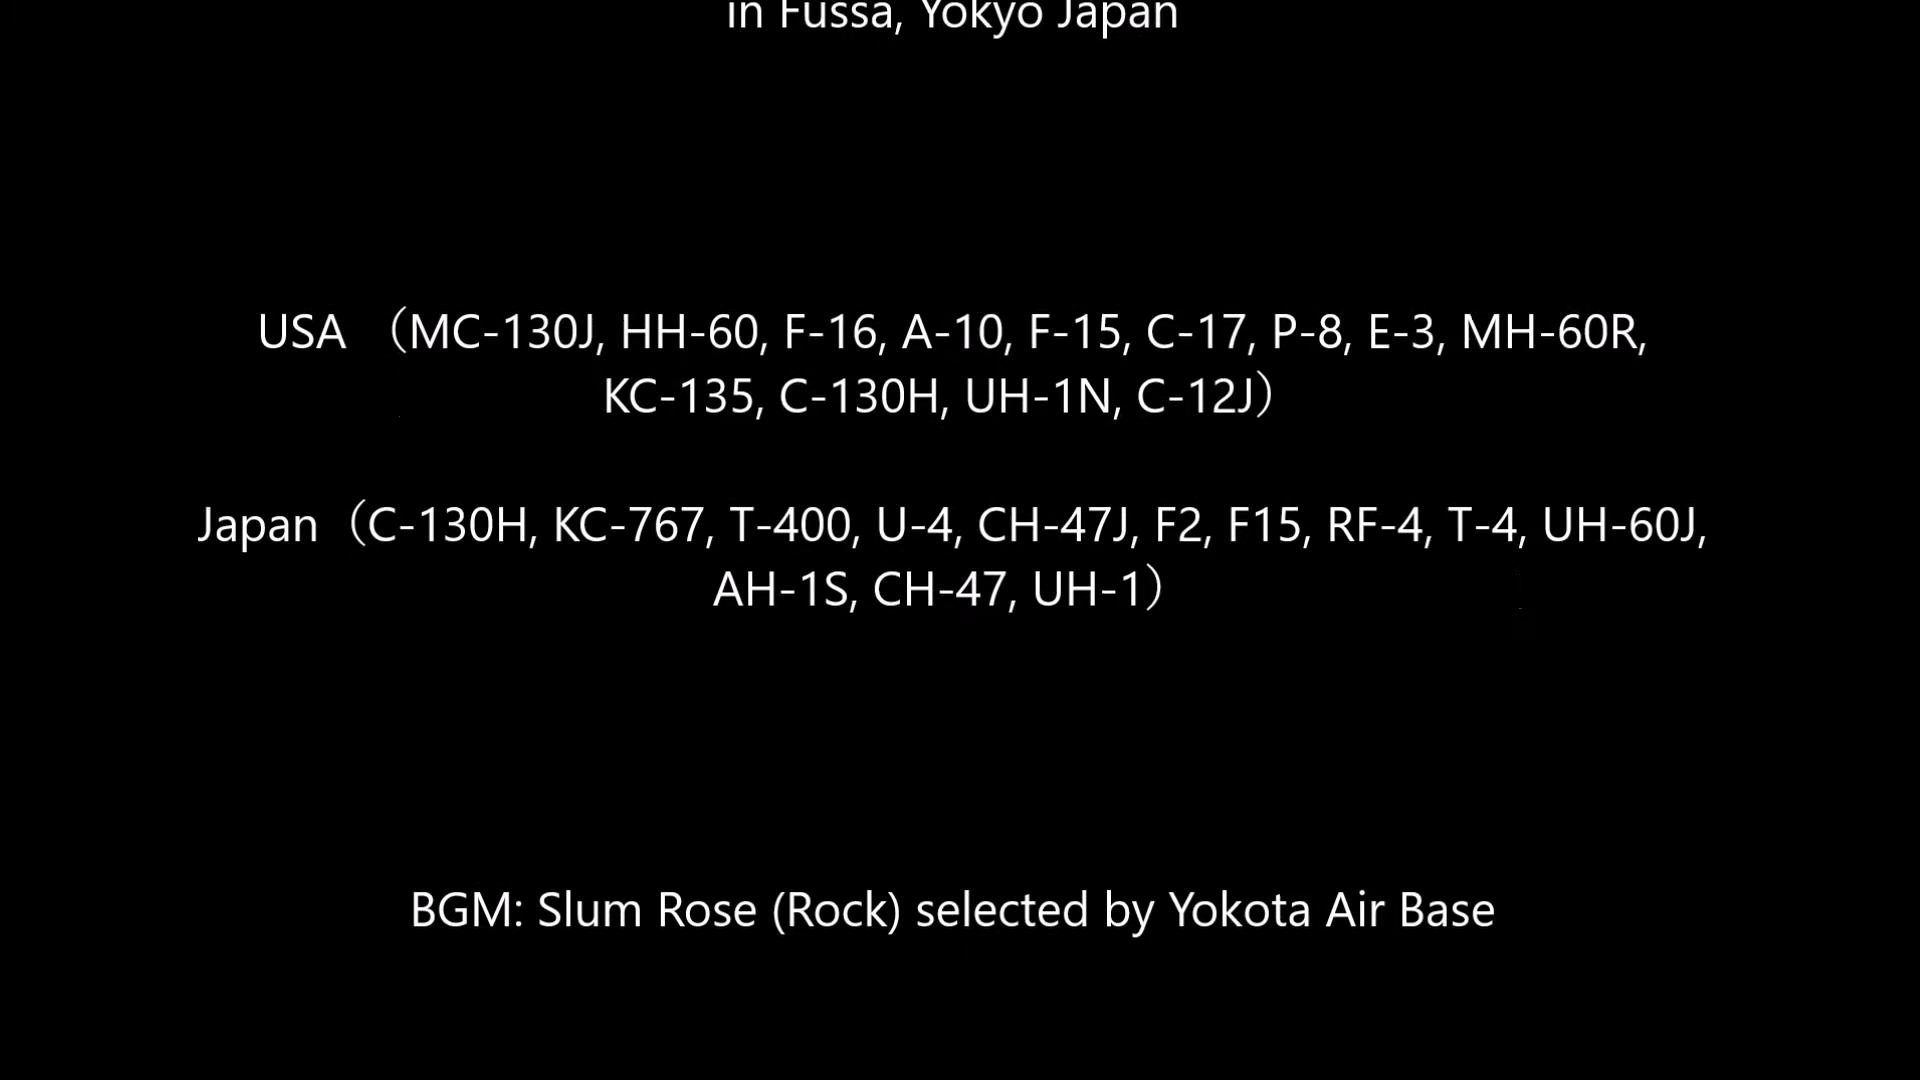 in Fussa, Yokyo Japan
USA （MC-130J, HH-60, F-16, A-10, F-15, C-17, P-8, E-3, MH-60R,
KC-135, C-130H, UH-1N, C-12J）
Japan（C-130H, KC-767, T-400, U-4, CH-47J, F2, F15, RF-4, T-4, UH-60J,
AH-1S, CH-47, UH-1）
BGM: Slum Rose (Rock) selected by Yokota Air Base